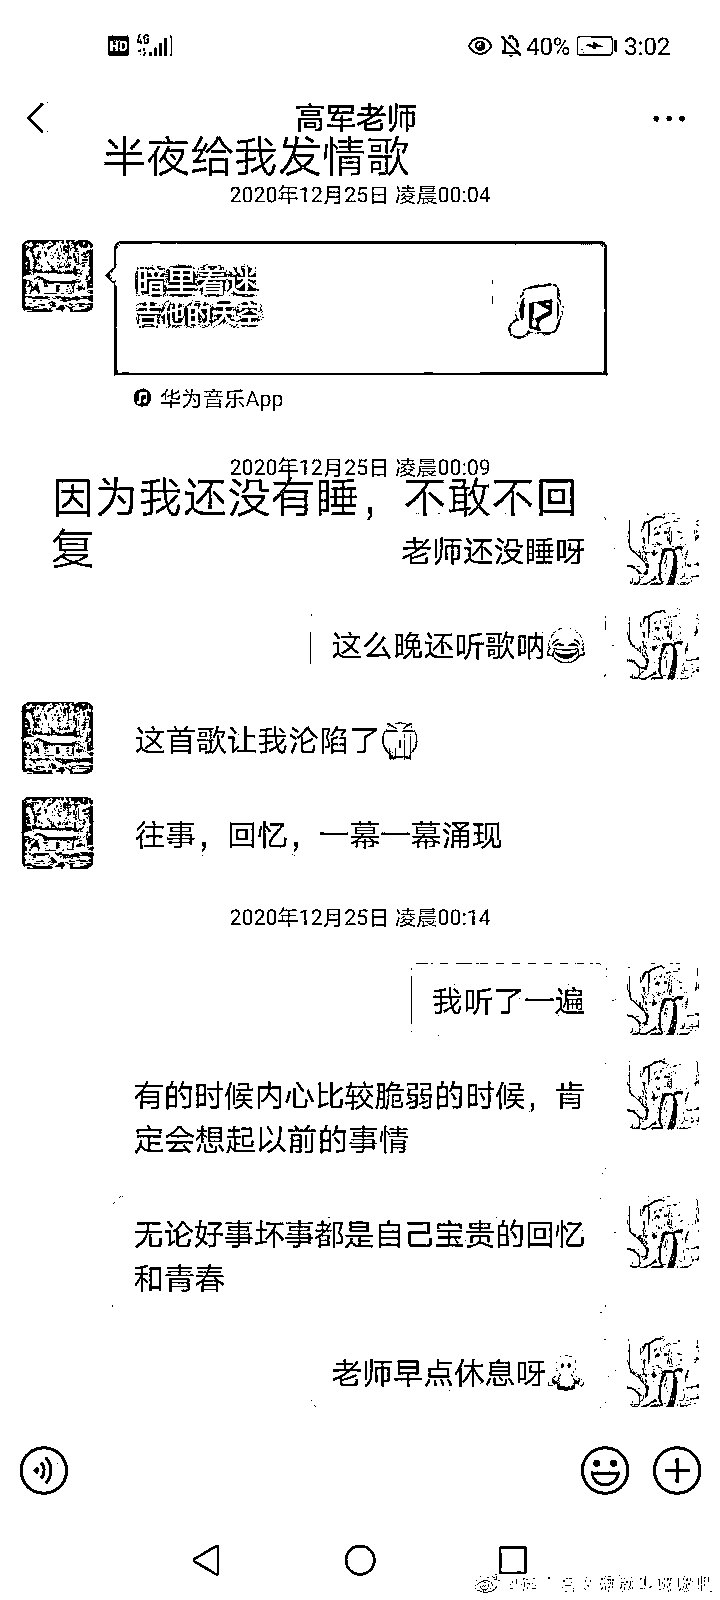 HD 4G 40% 3:02
高军老师
半夜给我发情歌
2020年12月25日 凌晨00:04
暗里着迷
吉他的天空
华为音乐App
2020年12月25日 凌晨00:09
因为我还没有睡，不敢不回
复
老师还没睡呀
这么晚还听歌呐😂
这首歌让我沦陷了
往事，回忆，一幕一幕涌现
2020年12月25日 凌晨00:14
我听了一遍
有的时候内心比较脆弱的时候，肯
定会想起以前的事情
无论好事坏事都是自己宝贵的回忆
和青春
老师早点休息呀👻